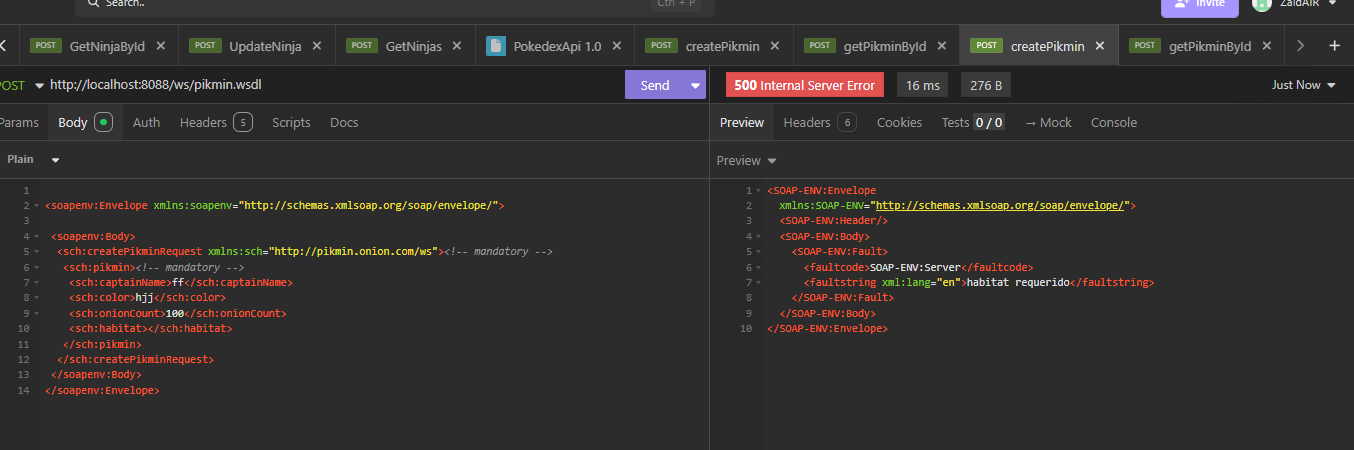 Search.. Ctrl + P Invite ZaidAIR
POST GetNinjaById POST UpdateNinja POST GetNinjas PokedexApi 1.0 POST createPikmin POST getPikminById POST createPikmin POST getPikminById
POST http://localhost:8088/ws/pikmin.wsdl Send 500 Internal Server Error 16 ms 276 B Just Now
Params Body Auth Headers 5 Scripts Docs
Preview Headers 6 Cookies Tests 0 / 0 → Mock Console
Plain
Preview
1
2 <soapenv:Envelope xmlns:soapenv="http://schemas.xmlsoap.org/soap/envelope/">
3
4 <soapenv:Body>
5 <sch:createPikminRequest xmlns:sch="http://pikmin.onion.com/ws"><!-- mandatory -->
6 <sch:pikmin><!-- mandatory -->
7 <sch:captainName>ff</sch:captainName>
8 <sch:color>hjj</sch:color>
9 <sch:onionCount>100</sch:onionCount>
10 <sch:habitat></sch:habitat>
11 </sch:pikmin>
12 </sch:createPikminRequest>
13 </soapenv:Body>
14 </soapenv:Envelope>
1 <SOAP-ENV:Envelope
2 xmlns:SOAP-ENV="http://schemas.xmlsoap.org/soap/envelope/">
3 <SOAP-ENV:Header/>
4 <SOAP-ENV:Body>
5 <SOAP-ENV:Fault>
6 <faultcode>SOAP-ENV:Server</faultcode>
7 <faultstring xml:lang="en">habitat requerido</faultstring>
8 </SOAP-ENV:Fault>
9 </SOAP-ENV:Body>
10 </SOAP-ENV:Envelope>